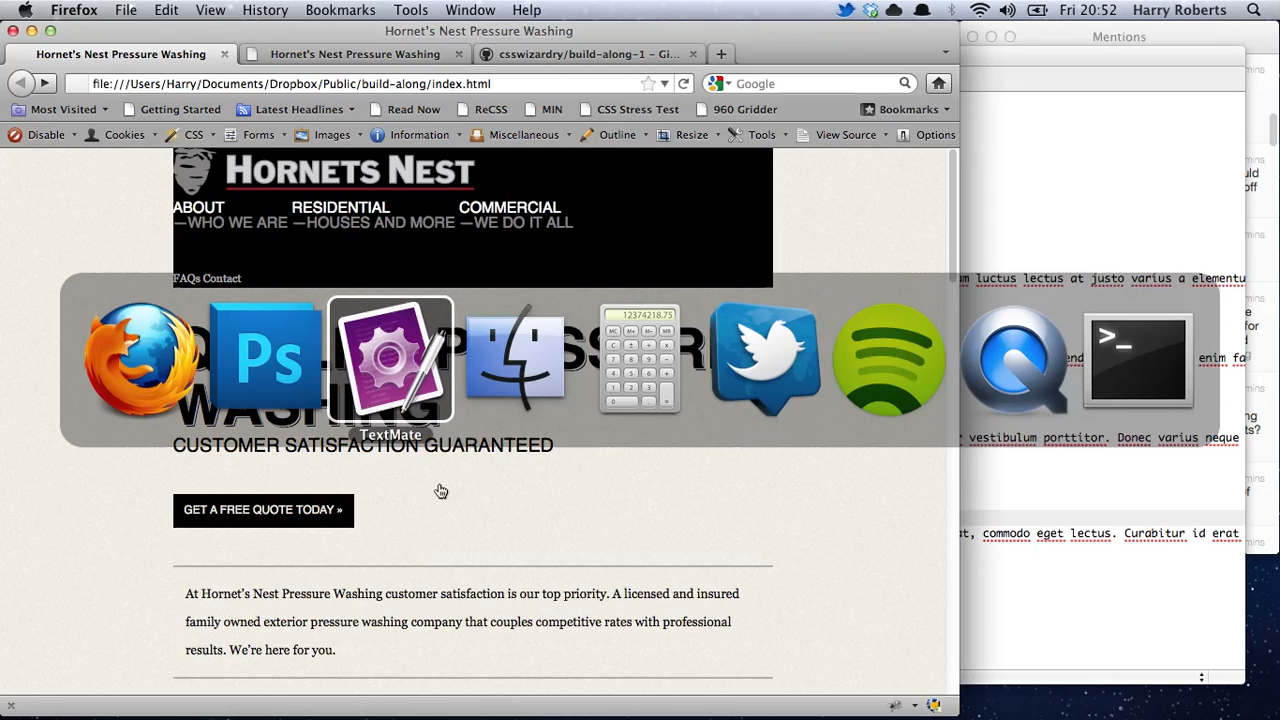 Firefox File Edit View History Bookmarks Tools Window Help Fri 20:52 Harry Roberts
Hornet's Nest Pressure Washing
Mentions
Hornet's Nest Pressure Washing
Hornet's Nest Pressure Washing
csswizardry/build-along-1 – Gi...
file:///Users/Harry/Documents/Dropbox/Public/build-along/index.html
Google
Most Visited Getting Started Latest Headlines Read Now ReCSS MIN CSS Stress Test 960 Gridder Bookmarks
Disable Cookies CSS Forms Images Information Miscellaneous Outline Resize Tools View Source Options
HORNETS NEST
ABOUT RESIDENTIAL COMMERCIAL
—WHO WE ARE —HOUSES AND MORE —WE DO IT ALL
FAQs Contact
luctus lectus at justo varius a elementu
12374218.75
Ps
>_
enim fa
WASHING
TextMate
vestibulum porttitor. Donec varius neque
CUSTOMER SATISFACTION GUARANTEED
GET A FREE QUOTE TODAY »
commodo eget lectus. Curabitur id erat
At Hornet’s Nest Pressure Washing customer satisfaction is our top priority. A licensed and insured
family owned exterior pressure washing company that couples competitive rates with professional
results. We’re here for you.